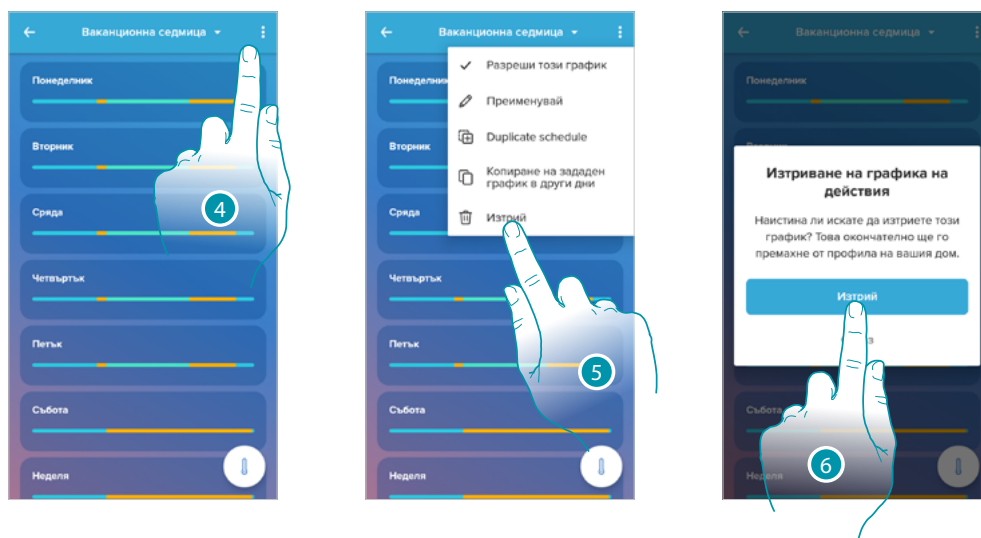 Ваканционна седмица
Понеделник
Вторник
Сряда
Четвъртък
Петък
Събота
Неделя
4
Ваканционна седмица
Разреши този график
Преименувай
Duplicate schedule
Копиране на зададен
график в други дни
Изтрий
Понеделник
Вторник
Сряда
Четвъртък
Петък
Събота
Неделя
5
Ваканционна седмица
Понеделник
Изтриване на графика на
действия
Наистина ли искате да изтриете този
график? Това окончателно ще го
премахне от профила на вашия дом.
Изтрий
Събота
Неделя
6